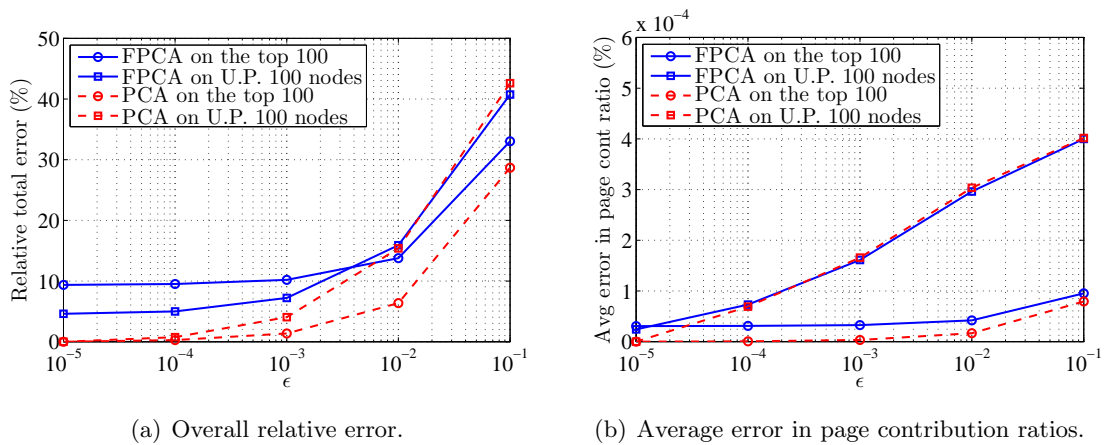 50
40
30
20
10
0
Relative total error (%)
FPCA on the top 100
FPCA on U.P. 100 nodes
PCA on the top 100
PCA on U.P. 100 nodes
10⁻⁵ 10⁻⁴ 10⁻³ 10⁻² 10⁻¹
ϵ
(a) Overall relative error.
x 10⁻⁴
6
5
4
3
2
1
0
Avg error in page cont ratio (%)
FPCA on the top 100
FPCA on U.P. 100 nodes
PCA on the top 100
PCA on U.P. 100 nodes
10⁻⁵ 10⁻⁴ 10⁻³ 10⁻² 10⁻¹
ϵ
(b) Average error in page contribution ratios.